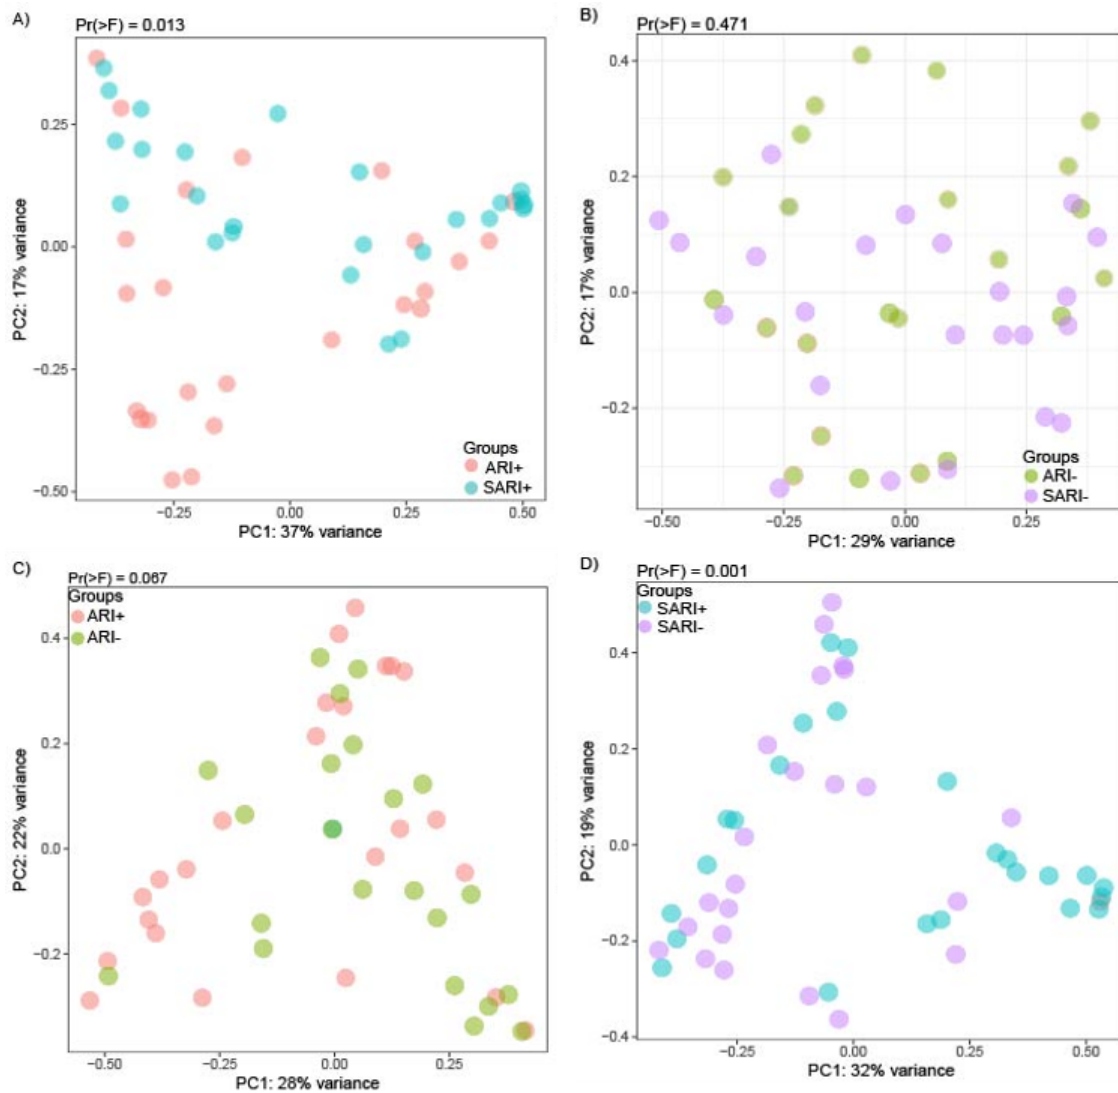 A)
Pr(>F) = 0.013
0.25
0.00
−0.25
−0.50
PC2: 17% variance
Groups
ARI+
SARI+
−0.25
0.00
0.25
0.50
PC1: 37% variance
B)
Pr(>F) = 0.471
0.4
0.2
0.0
−0.2
PC2: 17% variance
Groups
ARI-
SARI-
−0.50
−0.25
0.00
0.25
PC1: 29% variance
C)
Pr(>F) = 0.067
Groups
ARI+
ARI-
0.4
0.2
0.0
−0.2
PC2: 22% variance
−0.50
−0.25
0.00
0.25
PC1: 28% variance
D)
Pr(>F) = 0.001
Groups
SARI+
SARI-
0.4
0.2
0.0
−0.2
−0.4
PC2: 19% variance
−0.25
0.00
0.25
0.50
PC1: 32% variance